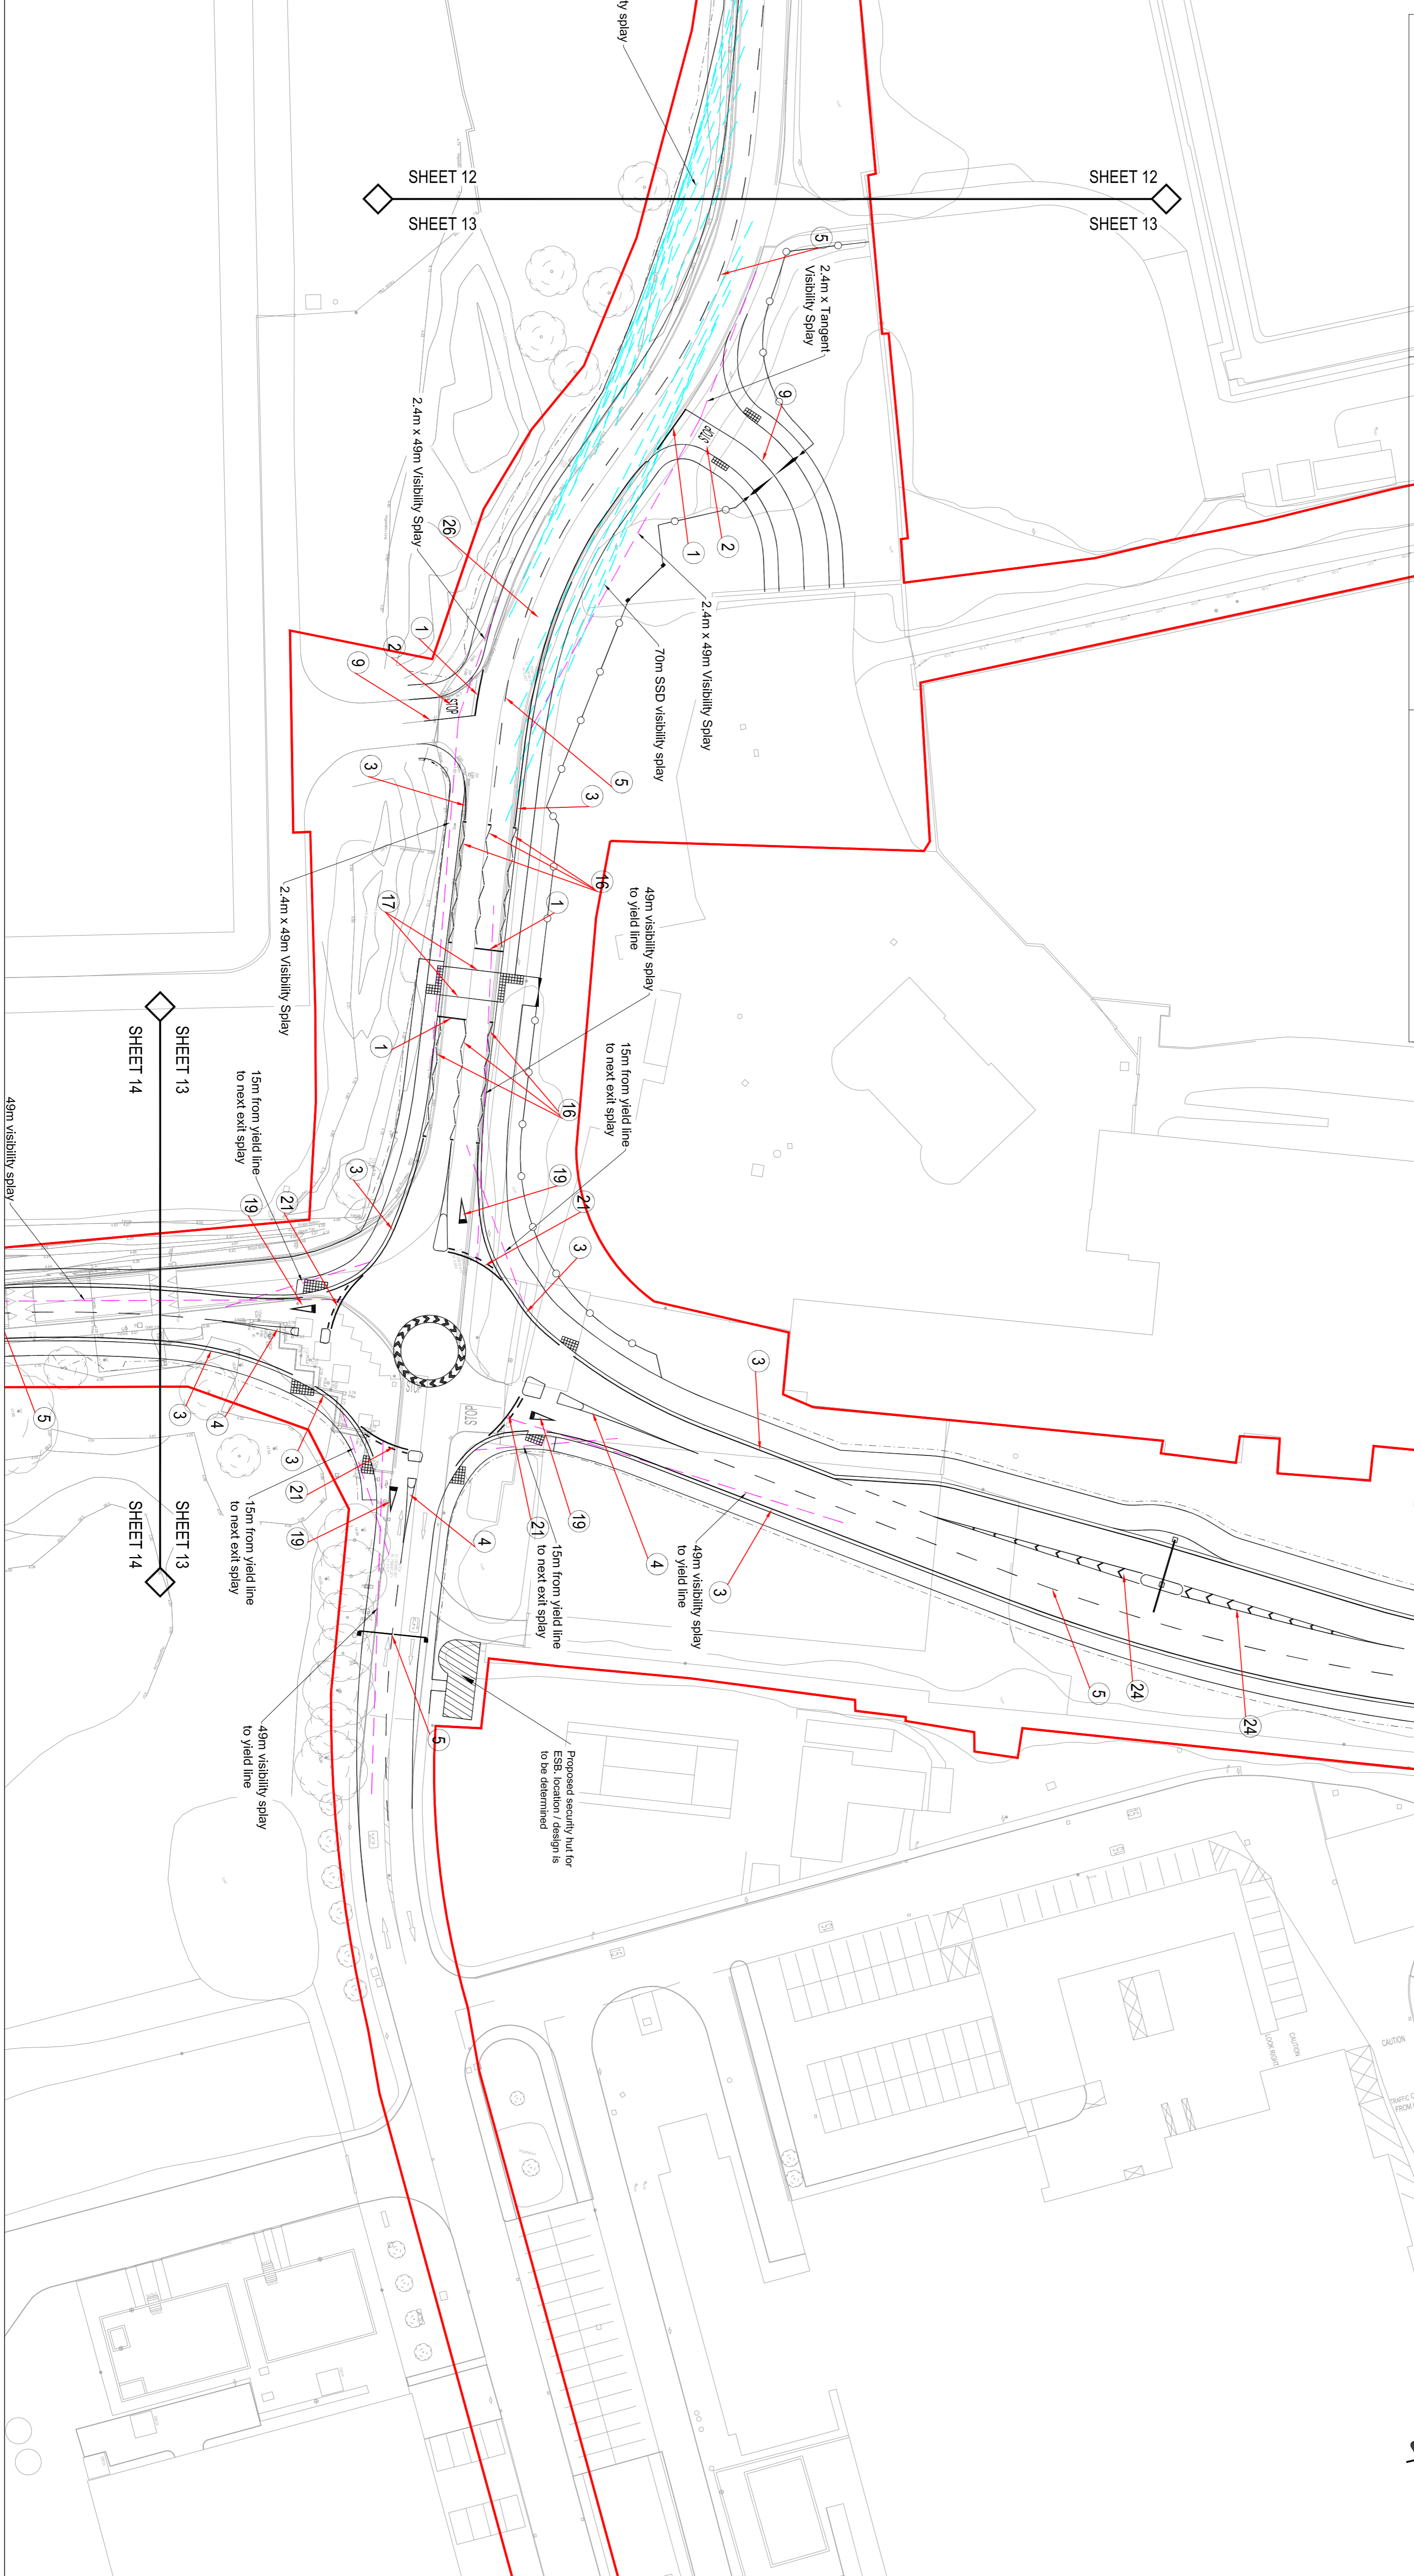 ty splay
SHEET 12
SHEET 13
SHEET 12
SHEET 13
5
2.4m x Tangent
Visibility Splay
9
STOP
2
1
2.4m x 49m Visibility Splay
26
2.4m x 49m Visibility Splay
70m SSD visibility splay
1
2
9
STOP
5
3
3
16
17
1
49m visibility splay
to yield line
2.4m x 49m Visibility Splay
1
16
15m from yield line
to next exit splay
SHEET 13
SHEET 14
49m visibility splay
15m from yield line
to next exit splay
19
21
3
19
21
3
3
STOP
5
3
4
3
21
19
15m from yield line
to next exit splay
4
21
19
15m from yield line
to next exit splay
4
49m visibility splay
to yield line
3
5
24
24
SHEET 13
SHEET 14
49m visibility splay
to yield line
5
Proposed security hut for
ESB. location / design is
to be determined
CAUTION
LOOK RIGHT
CAUTION